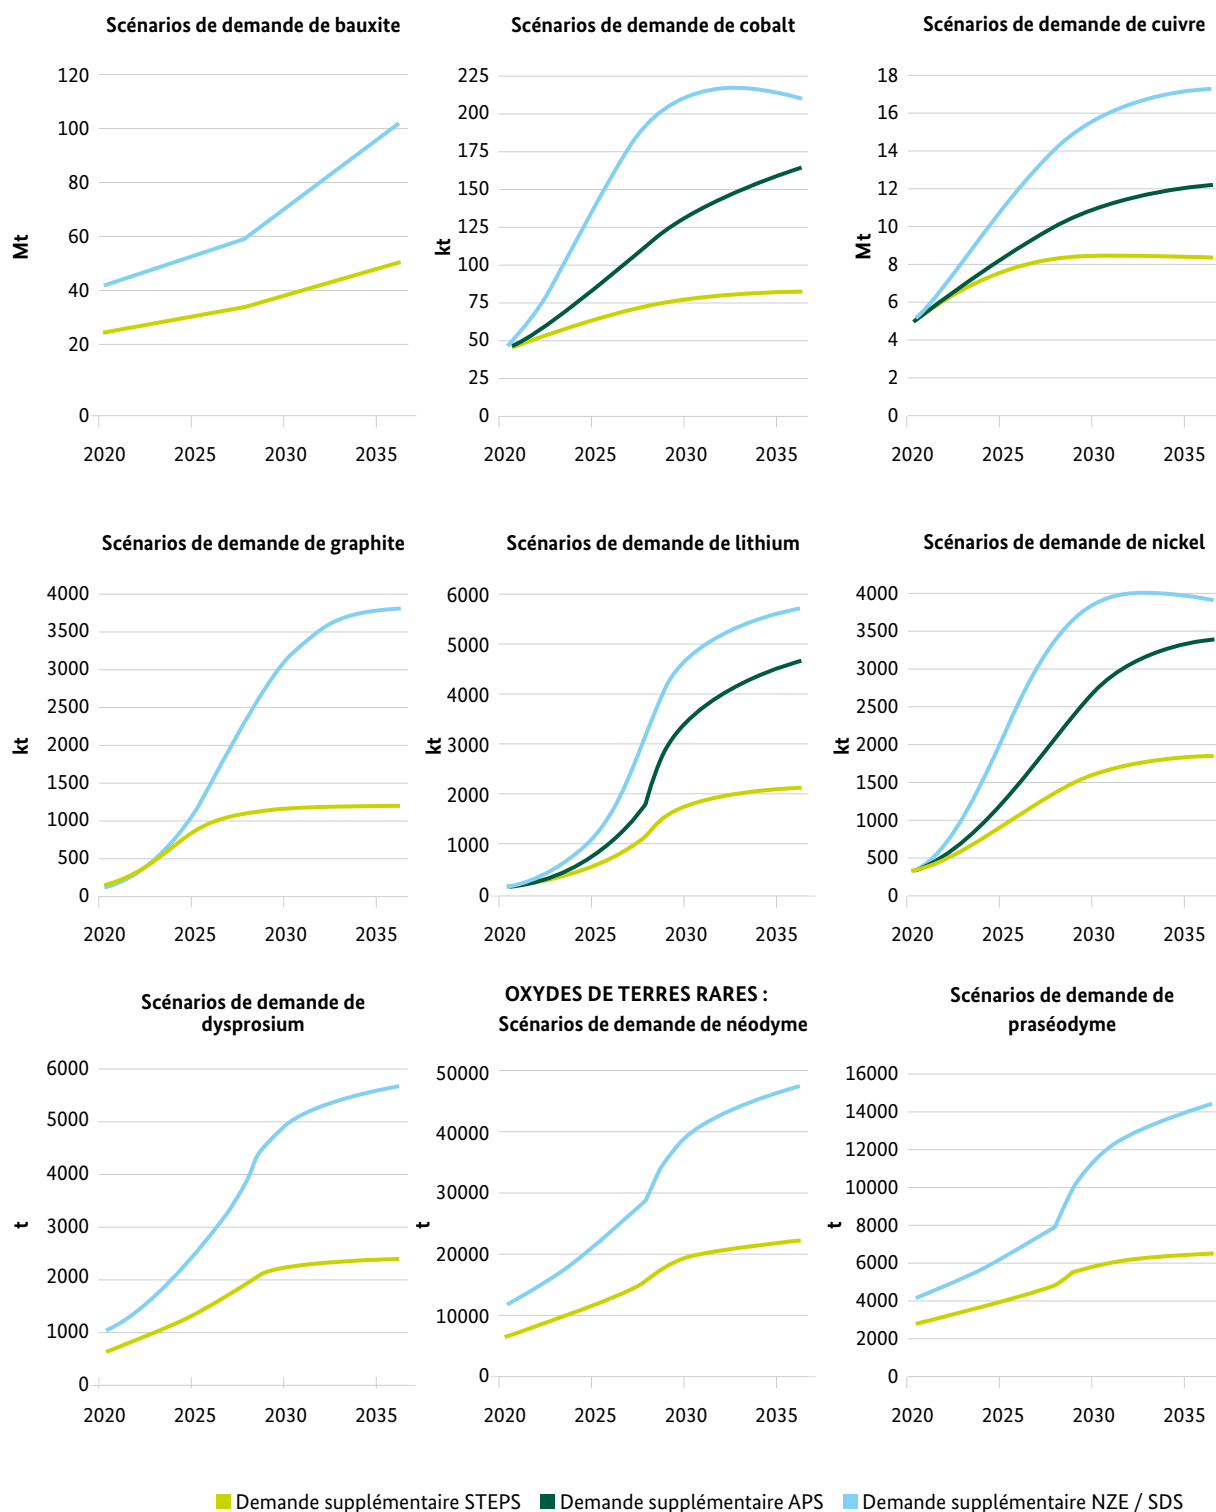 Scénarios de demande de bauxite
Mt
120
100
80
60
40
20
0
2020 2025 2030 2035
Scénarios de demande de cobalt
kt
225
200
175
150
125
100
75
50
25
0
2020 2025 2030 2035
Scénarios de demande de cuivre
Mt
18
16
14
12
10
8
6
4
2
0
2020 2025 2030 2035
Scénarios de demande de graphite
kt
4000
3500
3000
2500
2000
1500
1000
500
0
2020 2025 2030 2035
Scénarios de demande de lithium
kt
6000
5000
4000
3000
2000
1000
0
2020 2025 2030 2035
Scénarios de demande de nickel
kt
4000
3500
3000
2500
2000
1500
1000
500
0
2020 2025 2030 2035
Scénarios de demande de
dysprosium
t
6000
5000
4000
3000
2000
1000
0
2020 2025 2030 2035
OXYDES DE TERRES RARES :
Scénarios de demande de néodyme
t
50000
40000
30000
20000
10000
0
2020 2025 2030 2035
Scénarios de demande de
praséodyme
t
16000
14000
12000
10000
8000
6000
4000
2000
0
2020 2025 2030 2035
Demande supplémentaire STEPS Demande supplémentaire APS Demande supplémentaire NZE / SDS